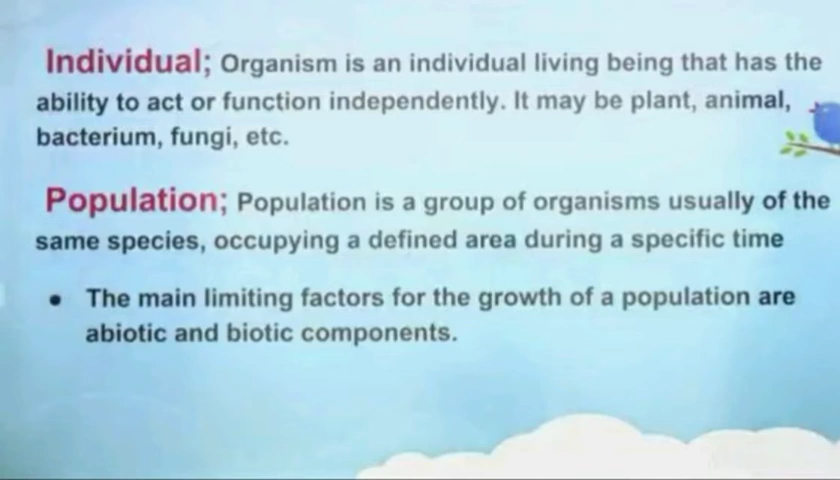 Individual; Organism is an individual living being that has the
ability to act or function independently. It may be plant, animal,
bacterium, fungi, etc.
Population; Population is a group of organisms usually of the
same species, occupying a defined area during a specific time
• The main limiting factors for the growth of a population are
abiotic and biotic components.